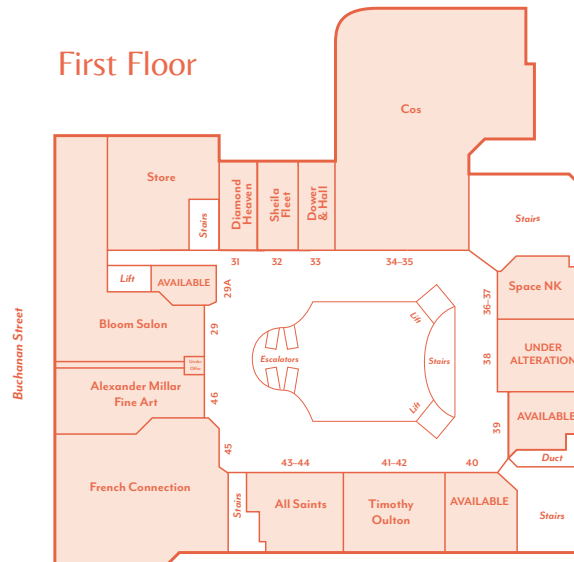 First Floor
Cos
Store
Stairs
Diamond
Heaven
Sheila
Fleet
Dower
& Hall
Stairs
31
32
33
34–35
Lift
AVAILABLE
29A
Space NK
36–37
Buchanan Street
Bloom Salon
29
Lift
Escalators
Stairs
38
UNDER
ALTERATION
Under
Offer
Alexander Millar
Fine Art
46
Lift
39
AVAILABLE
45
43–44
41–42
40
Duct
French Connection
Stairs
All Saints
Timothy
Oulton
AVAILABLE
Stairs